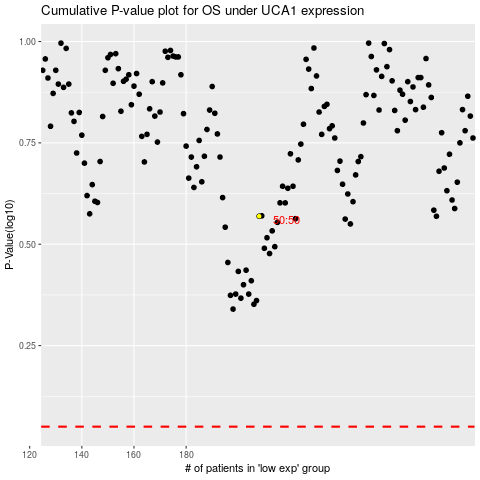 Cumulative P-value plot for OS under UCA1 expression
P-Value(log10)
1.00
0.75
0.50
0.25
50:50
120 140 160 180
# of patients in 'low exp' group